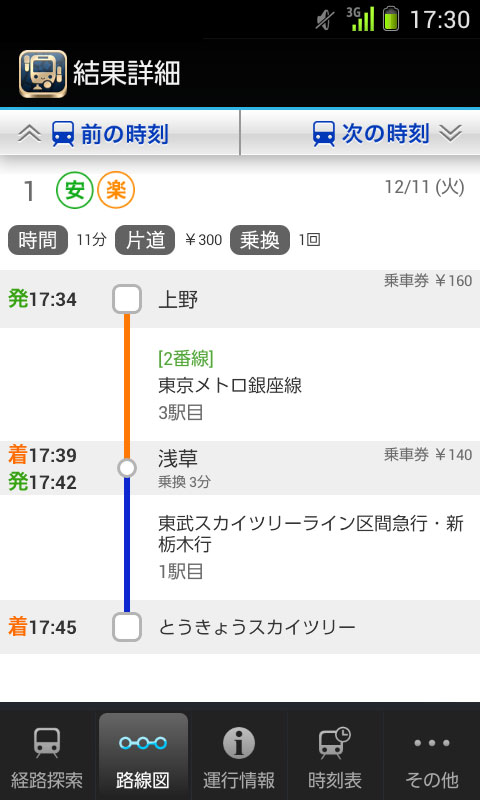 3G 17:30
結果詳細
前の時刻 次の時刻
1 安 楽 12/11 (火)
時間 11分 片道 ¥300 乗換 1回
乗車券 ¥160
発17:34 上野
[2番線]
東京メトロ銀座線
3駅目
着17:39 浅草 乗車券 ¥140
発17:42 乗換 3分
東武スカイツリーライン区間急行・新
栃木行
1駅目
着17:45 とうきょうスカイツリー
経路探索 路線図 運行情報 時刻表 その他